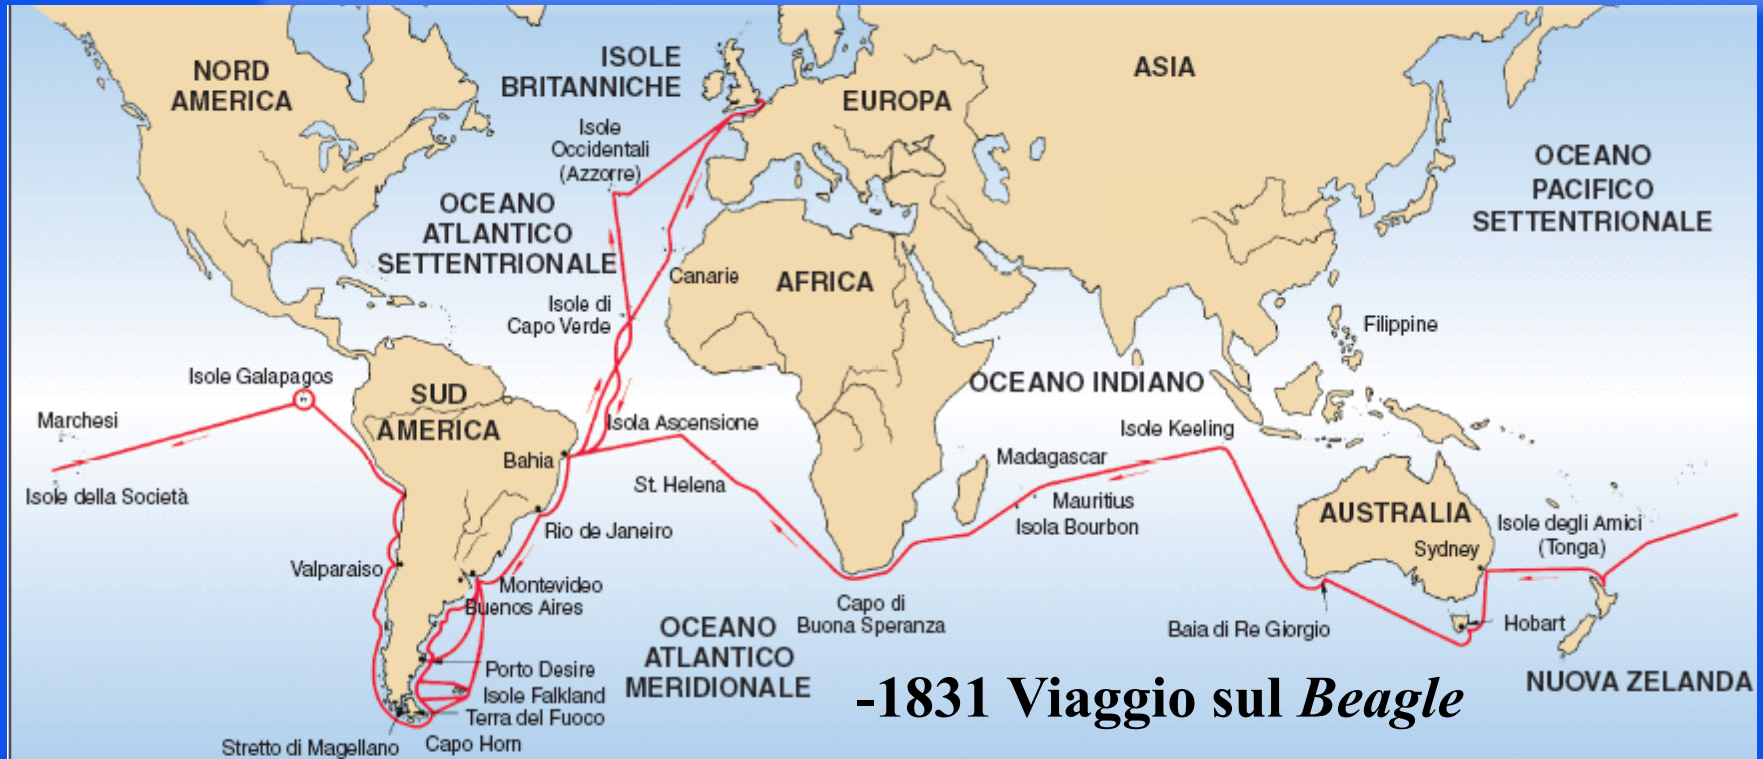 NORD
AMERICA
ISOLE
BRITANNICHE
EUROPA
ASIA
Isole
Occidentali
(Azzorre)
OCEANO
PACIFICO
SETTENTRIONALE
OCEANO
ATLANTICO
SETTENTRIONALE
Canarie
AFRICA
Isole di
Capo Verde
Filippine
Isole Galapagos
SUD
AMERICA
OCEANO INDIANO
Marchesi
Isola Ascensione
Isole Keeling
Bahia
Madagascar
St. Helena
Isole della Società
Mauritius
Isola Bourbon
AUSTRALIA
Isole degli Amici
(Tonga)
Sydney
Rio de Janeiro
Valparaiso
Montevideo
Buenos Aires
Capo di
Buona Speranza
Baia di Re Giorgio
Hobart
OCEANO
ATLANTICO
MERIDIONALE
Porto Desire
Isole Falkland
Terra del Fuoco
NUOVA ZELANDA
-1831 Viaggio sul Beagle
Stretto di Magellano
Capo Horn